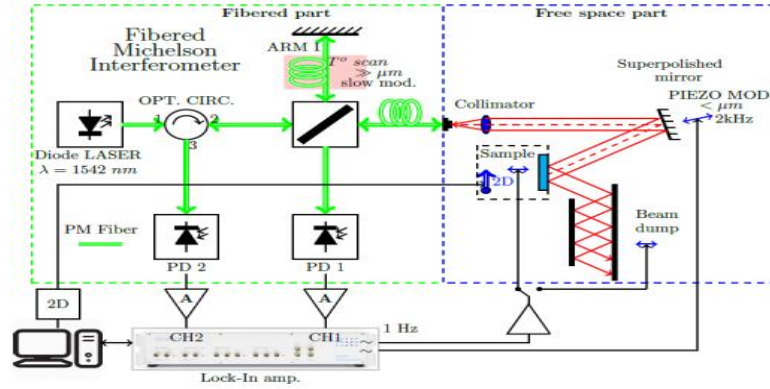 Fibered part
Free space part
Fibered
Michelson
Interferometer
ARM 1
T° scan
≫ μm
slow mod.
Superpolished
mirror
PIEZO MOD
< μm
2kHz
OPT. CIRC.
1
2
3
Collimator
Diode LASER
λ = 1542 nm
Sample
2D
Beam
dump
PM Fiber
PD 2
PD 1
2D
A
A
CH2
CH1
1 Hz
Lock-In amp.